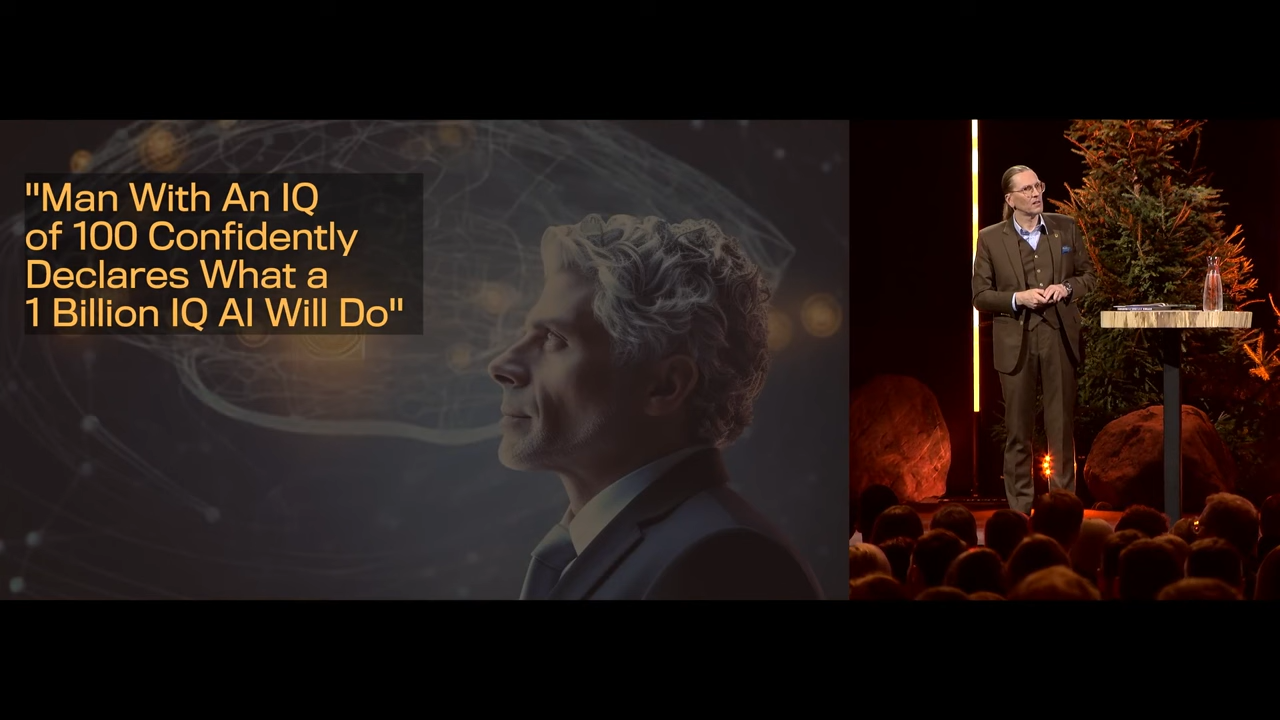 "Man With An IQ
of 100 Confidently
Declares What a
1 Billion IQ AI Will Do"